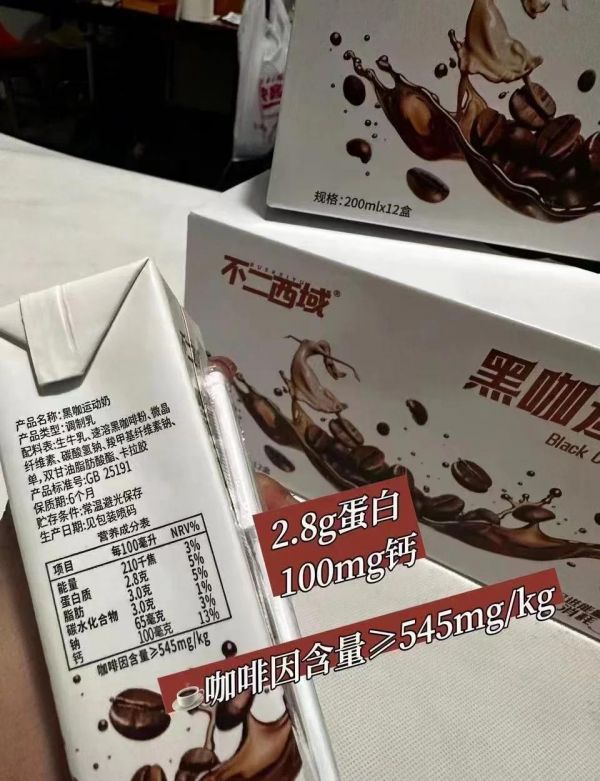 规格:200mlx12盒
不二西域®
黑咖
Black
产品名称:黑咖运动奶
产品类型:调制乳
配料表:生牛乳、速溶黑咖啡粉、微晶
纤维素、碳酸氢钠、羧甲基纤维素钠、
单,双甘油脂肪酸酯、卡拉胶
产品标准号:GB 25191
保质期:6个月
贮存条件:常温避光保存
生产日期:见包装喷码
营养成分表
项目 每100毫升 NRV%
能量 210千焦 3%
蛋白质 2.8克 5%
脂肪 3.0克 5%
碳水化合物 3.0克 1%
钠 65毫克 3%
钙 100毫克 13%
咖啡因含量≥545mg/kg
2.8g蛋白
100mg钙
咖啡因含量≥545mg/kg